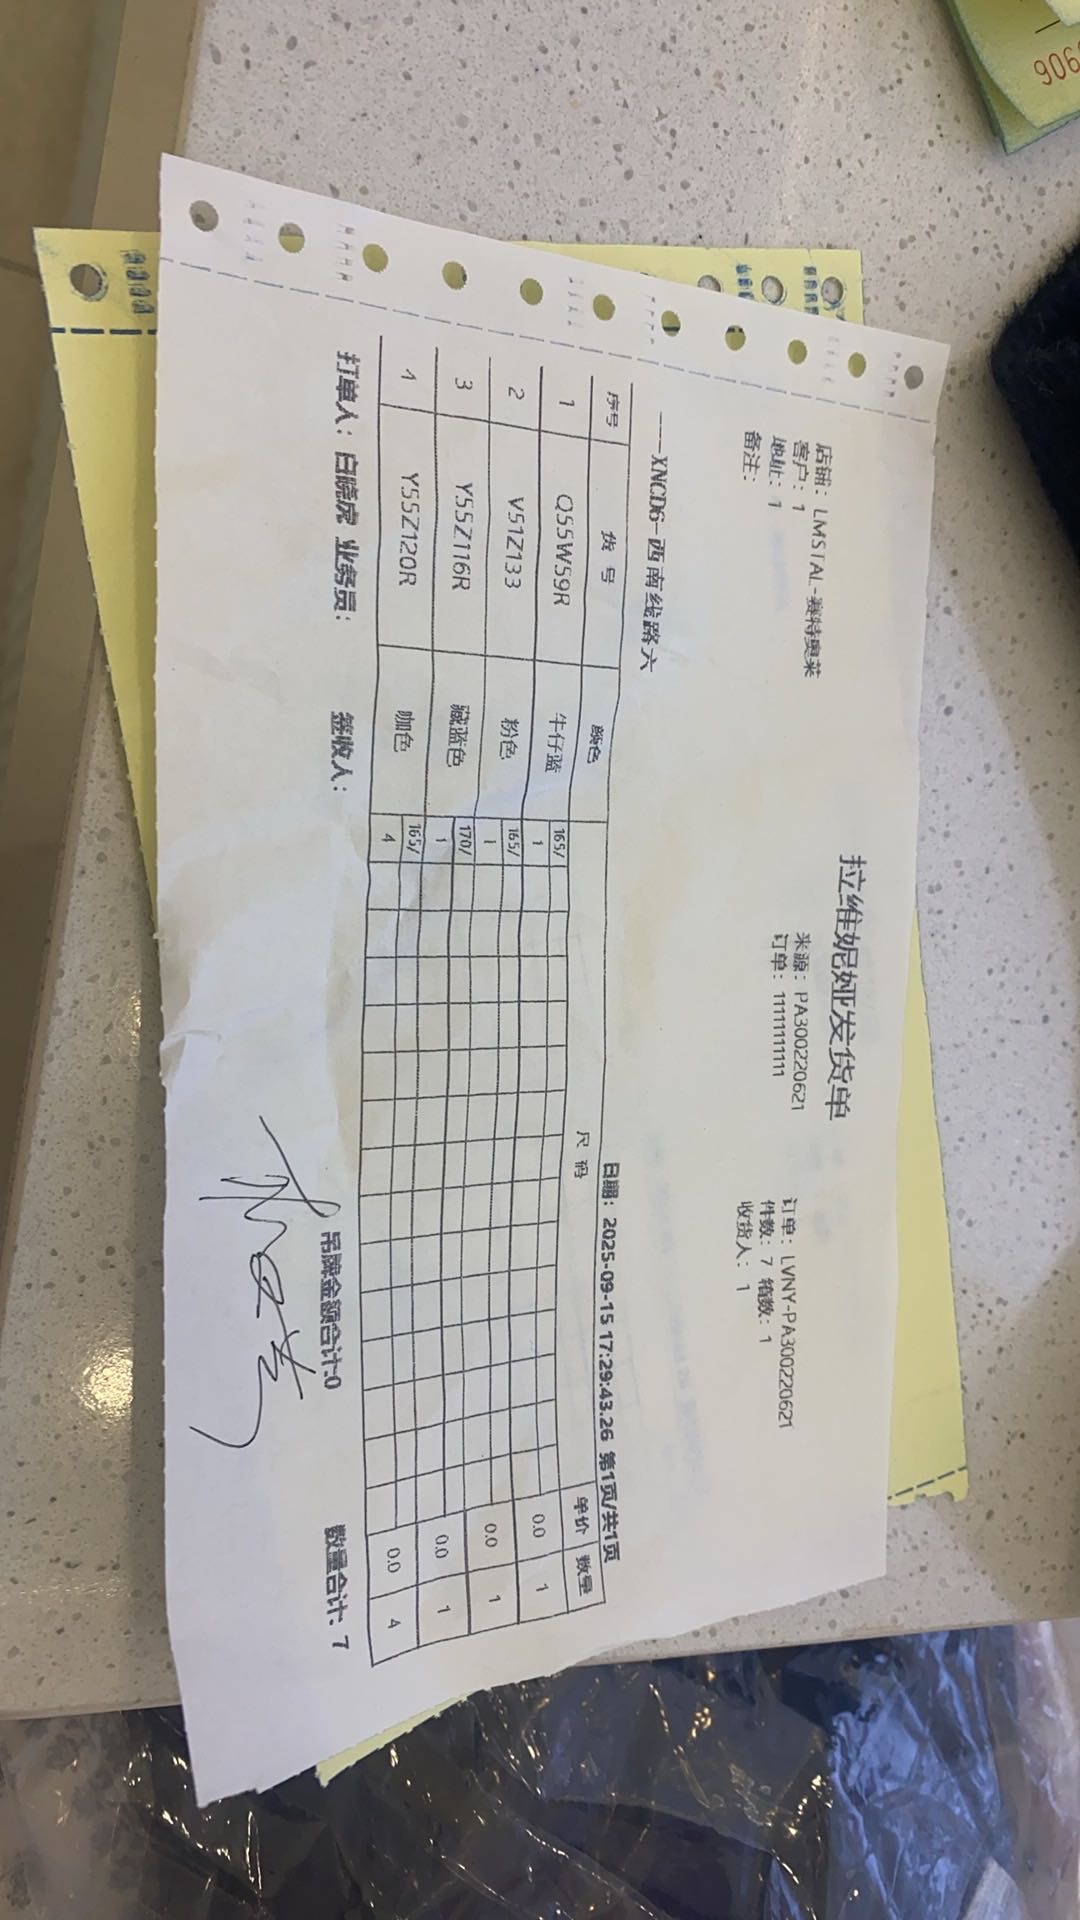 拉维妮娅发货单
店铺：LMSTAL-赛特奥莱
客户：1
地址：1
备注：
来源：PA300220621
订单：1111111111
订单：LVNY-PA300220621
件数：7 箱数：1
收货人：1
----XNCD6-西南线路六
日期：2025-09-15 17:29:43.26 第1页/共1页
序号 货号 颜色 尺码 单价 数量
1 Q55W59R 牛仔蓝 165/ 1 0.0 1
2 V51Z133 粉色 165/ 1 0.0 1
3 Y55Z116R 藏蓝色 170/ 1 0.0 1
4 Y55Z120R 咖色 165/ 4 0.0 4
打单人：白晓虎 业务员： 签收人： 吊牌金额合计:0 数量合计：7
906